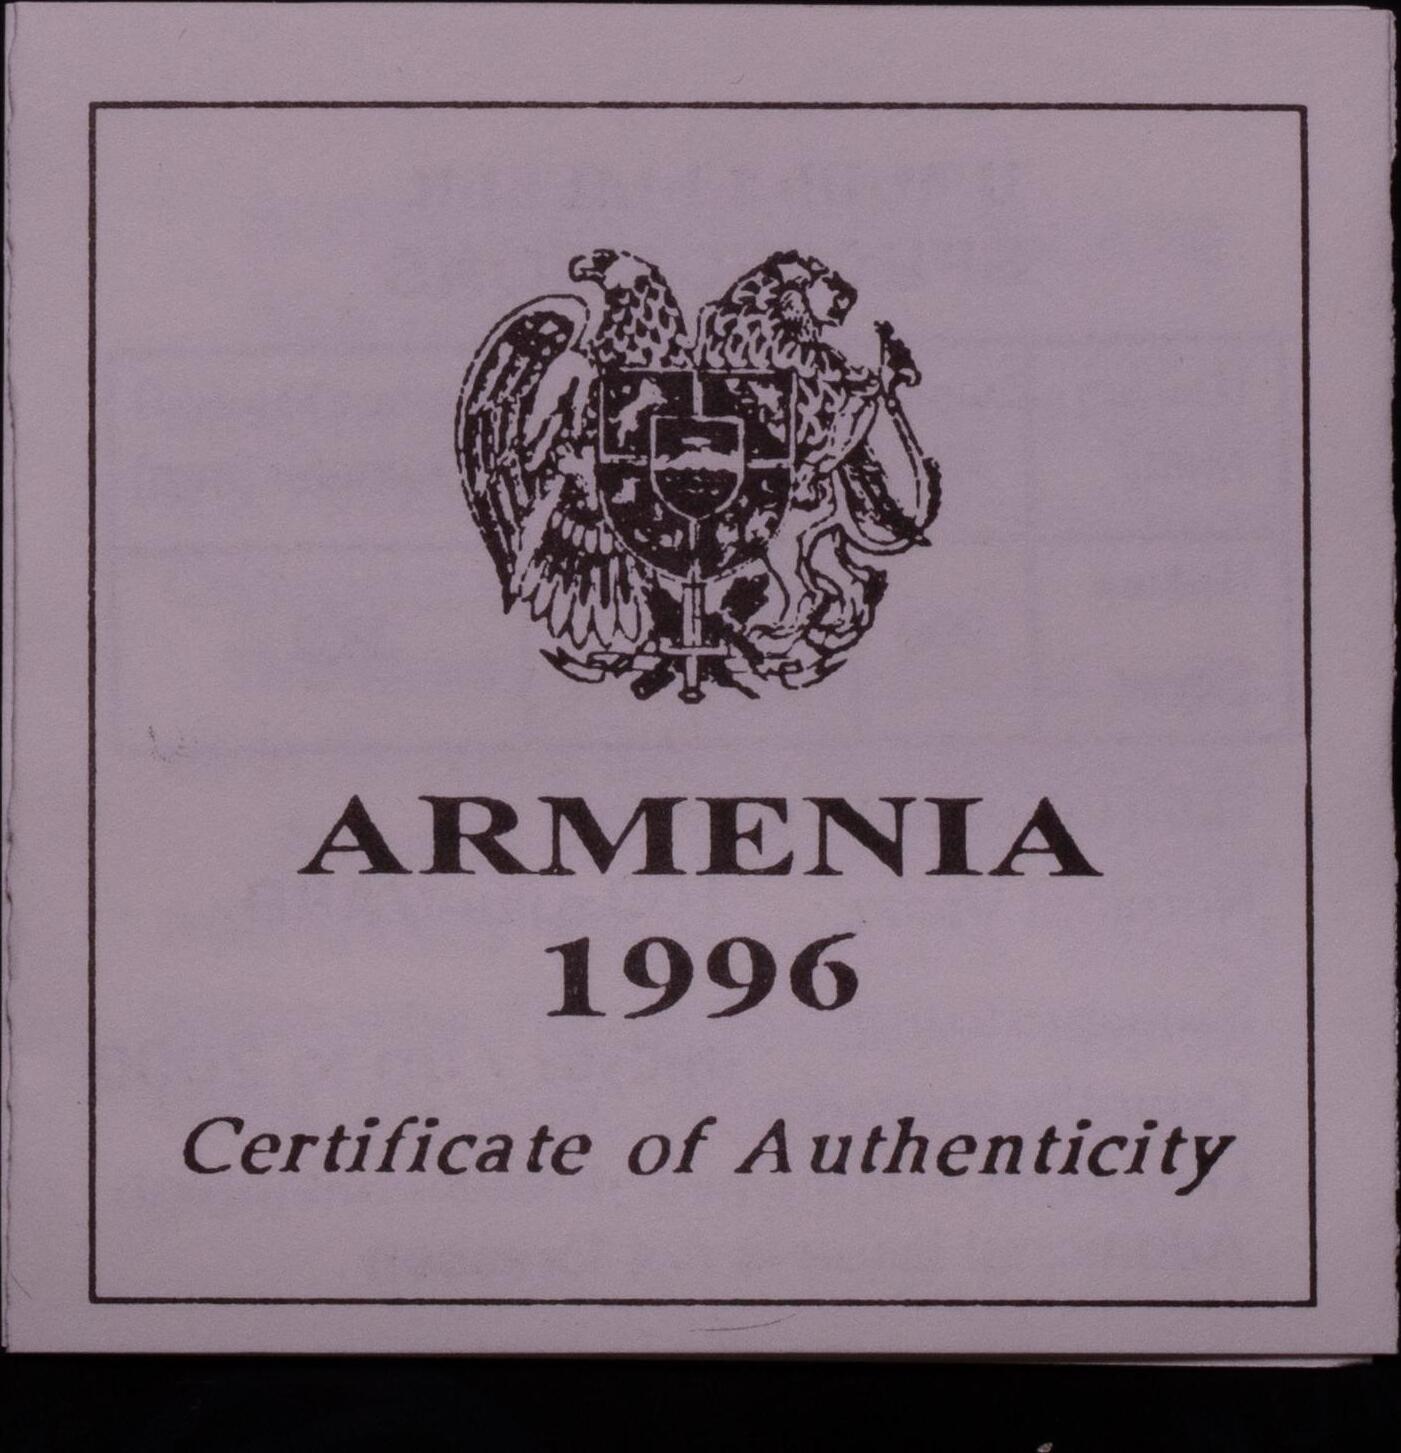 ARMENIA
1996
Certificate of Authenticity